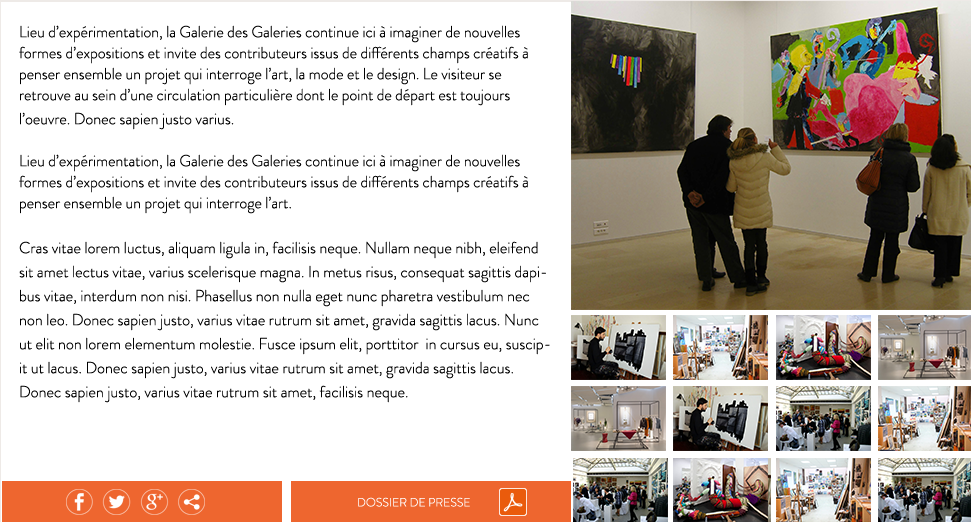 Lieu d’expérimentation, la Galerie des Galeries continue ici à imaginer de nouvelles
formes d’expositions et invite des contributeurs issus de différents champs créatifs à
penser ensemble un projet qui interroge l’art, la mode et le design. Le visiteur se
retrouve au sein d’une circulation particulière dont le point de départ est toujours
l’oeuvre. Donec sapien justo varius.
Lieu d’expérimentation, la Galerie des Galeries continue ici à imaginer de nouvelles
formes d’expositions et invite des contributeurs issus de différents champs créatifs à
penser ensemble un projet qui interroge l’art.
Cras vitae lorem luctus, aliquam ligula in, facilisis neque. Nullam neque nibh, eleifend
sit amet lectus vitae, varius scelerisque magna. In metus risus, consequat sagittis dapi-
bus vitae, interdum non nisi. Phasellus non nulla eget nunc pharetra vestibulum nec
non leo. Donec sapien justo, varius vitae rutrum sit amet, gravida sagittis lacus. Nunc
ut elit non lorem elementum molestie. Fusce ipsum elit, porttitor  in cursus eu, suscip-
it ut lacus. Donec sapien justo, varius vitae rutrum sit amet, gravida sagittis lacus.
Donec sapien justo, varius vitae rutrum sit amet, facilisis neque.
DOSSIER DE PRESSE